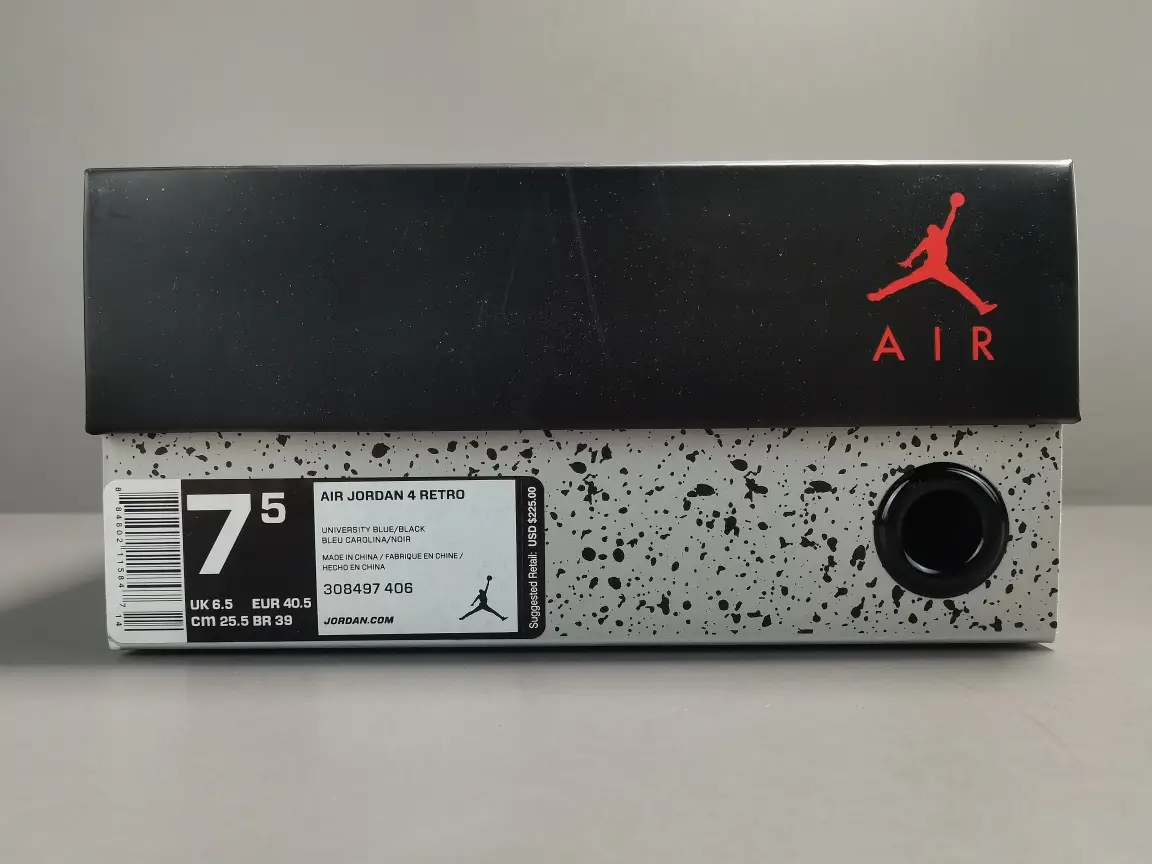 AIR
7 5
UK 6.5 EUR 40.5
cm 25.5 BR 39
AIR JORDAN 4 RETRO
UNIVERSITY BLUE/BLACK
BLEU CAROLINA/NOIR
MADE IN CHINA / FABRIQUE EN CHINE /
HECHO EN CHINA
308497 406
JORDAN.COM
Suggested Retail: USD $225.00